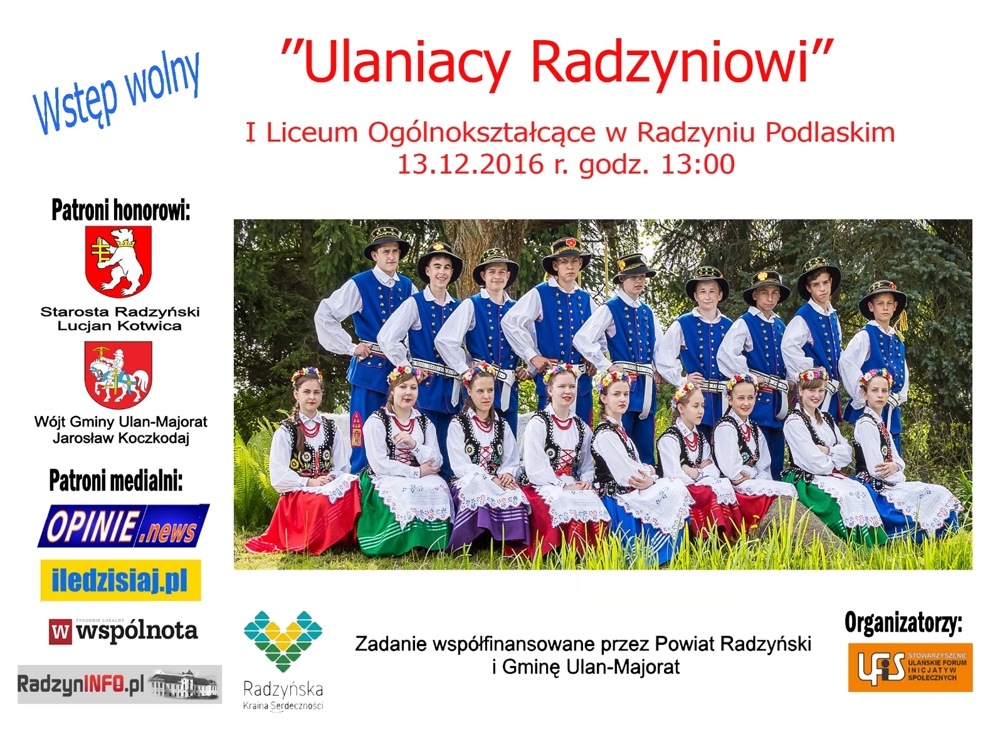 Wstęp wolny
"Ulaniacy Radzyniowi"
I Liceum Ogólnokształcące w Radzyniu Podlaskim
13.12.2016 r. godz. 13:00
Patroni honorowi:
Starosta Radzyński
Lucjan Kotwica
Wójt Gminy Ulan-Majorat
Jarosław Koczkodaj
Patroni medialni:
OPINIE.news
iledzisiaj.pl
TYGODNIK LOKALNY
w wspólnota
RadzynINFO.pl
Radzyńska
Kraina Serdeczności
Zadanie współfinansowane przez Powiat Radzyński
i Gminę Ulan-Majorat
Organizatorzy:
UFiS
STOWARZYSZENIE
ULAŃSKIE FORUM
INICJATYW
SPOŁECZNYCH